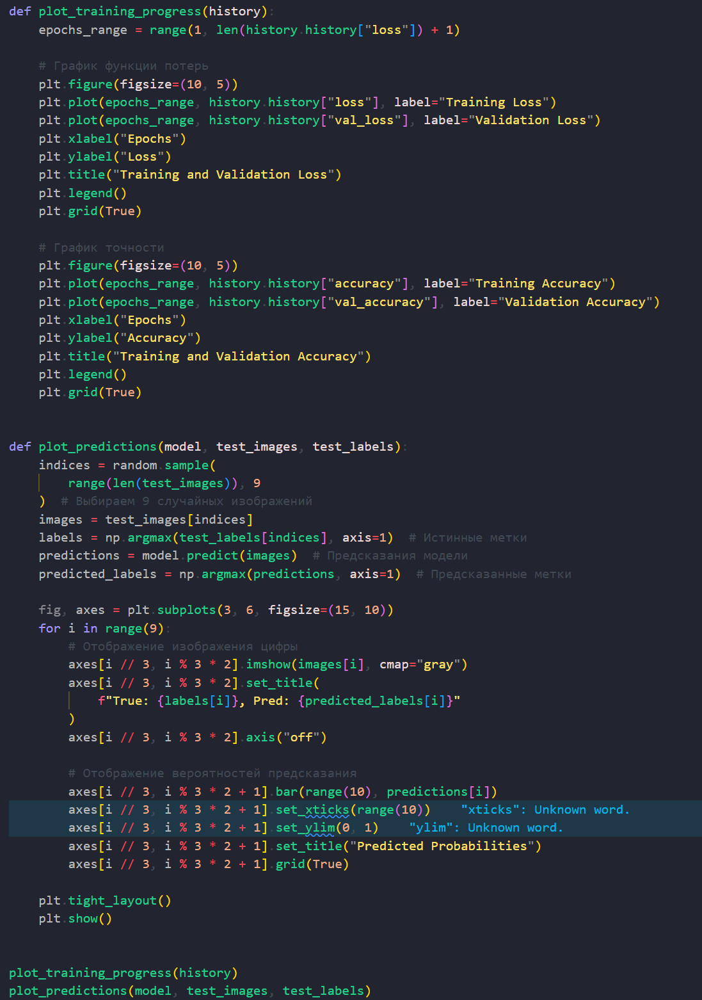 def plot_training_progress(history):
    epochs_range = range(1, len(history.history["loss"]) + 1)

    # График функции потерь
    plt.figure(figsize=(10, 5))
    plt.plot(epochs_range, history.history["loss"], label="Training Loss")
    plt.plot(epochs_range, history.history["val_loss"], label="Validation Loss")
    plt.xlabel("Epochs")
    plt.ylabel("Loss")
    plt.title("Training and Validation Loss")
    plt.legend()
    plt.grid(True)

    # График точности
    plt.figure(figsize=(10, 5))
    plt.plot(epochs_range, history.history["accuracy"], label="Training Accuracy")
    plt.plot(epochs_range, history.history["val_accuracy"], label="Validation Accuracy")
    plt.xlabel("Epochs")
    plt.ylabel("Accuracy")
    plt.title("Training and Validation Accuracy")
    plt.legend()
    plt.grid(True)


def plot_predictions(model, test_images, test_labels):
    indices = random.sample(
        range(len(test_images)), 9
    )  # Выбираем 9 случайных изображений
    images = test_images[indices]
    labels = np.argmax(test_labels[indices], axis=1)  # Истинные метки
    predictions = model.predict(images)  # Предсказания модели
    predicted_labels = np.argmax(predictions, axis=1)  # Предсказанные метки

    fig, axes = plt.subplots(3, 6, figsize=(15, 10))
    for i in range(9):
        # Отображение изображения цифры
        axes[i // 3, i % 3 * 2].imshow(images[i], cmap="gray")
        axes[i // 3, i % 3 * 2].set_title(
            f"True: {labels[i]}, Pred: {predicted_labels[i]}"
        )
        axes[i // 3, i % 3 * 2].axis("off")

        # Отображение вероятностей предсказания
        axes[i // 3, i % 3 * 2 + 1].bar(range(10), predictions[i])
        axes[i // 3, i % 3 * 2 + 1].set_xticks(range(10))    "xticks": Unknown word.
        axes[i // 3, i % 3 * 2 + 1].set_ylim(0, 1)    "ylim": Unknown word.
        axes[i // 3, i % 3 * 2 + 1].set_title("Predicted Probabilities")
        axes[i // 3, i % 3 * 2 + 1].grid(True)

    plt.tight_layout()
    plt.show()


plot_training_progress(history)
plot_predictions(model, test_images, test_labels)